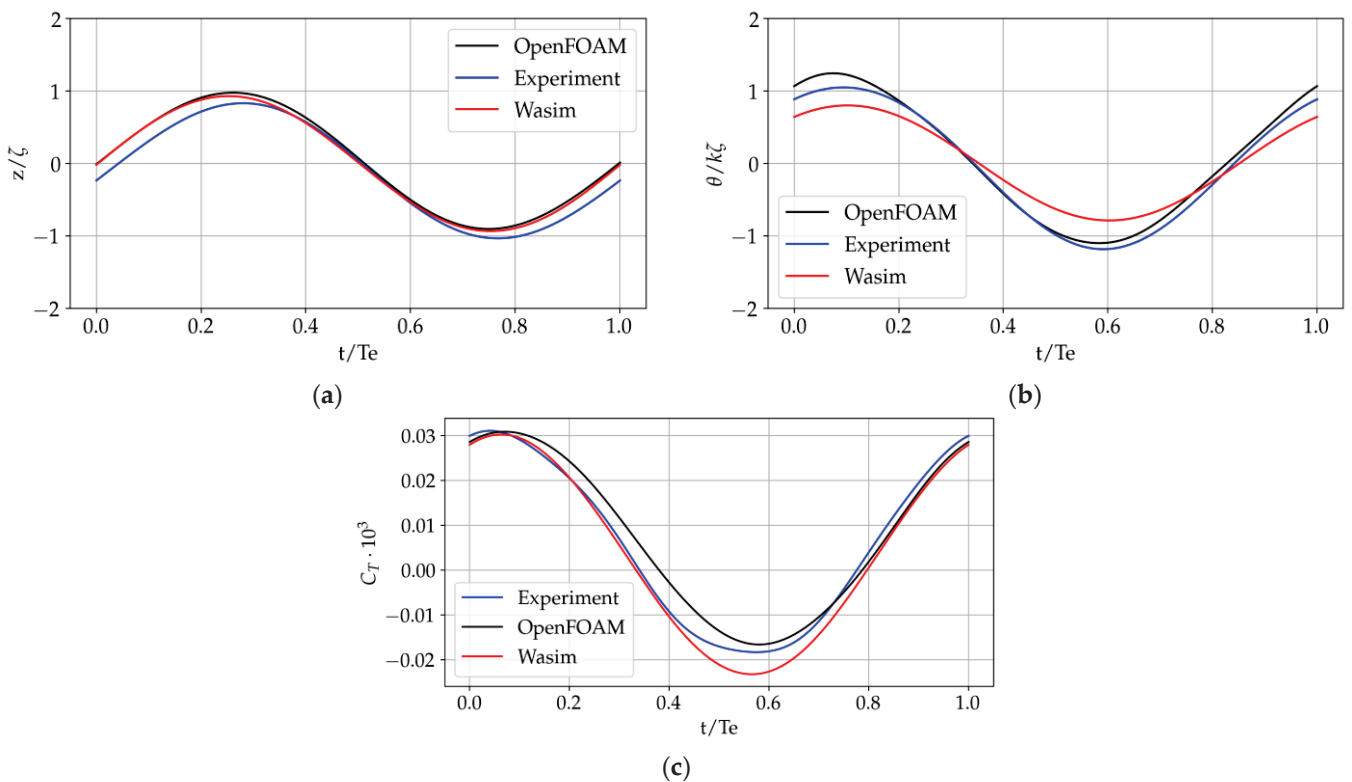 2
1
0
−1
−2
z/ζ
OpenFOAM
Experiment
Wasim
0.0 0.2 0.4 0.6 0.8 1.0
t/Te
(a)
2
1
0
−1
−2
θ/kζ
OpenFOAM
Experiment
Wasim
0.0 0.2 0.4 0.6 0.8 1.0
t/Te
(b)
0.03
0.02
0.01
0.00
−0.01
−0.02
C_T · 10³
Experiment
OpenFOAM
Wasim
0.0 0.2 0.4 0.6 0.8 1.0
t/Te
(c)